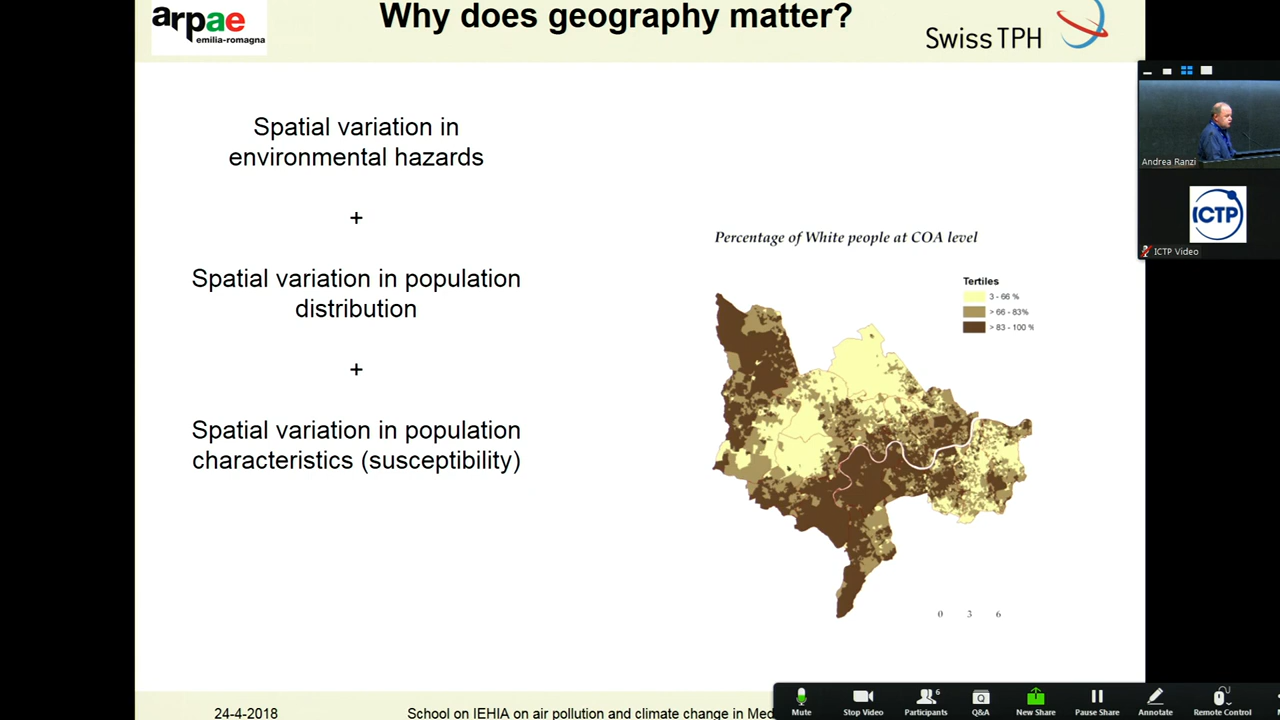 arpae
emilia-romagna
Why does geography matter?
Swiss TPH
Spatial variation in
environmental hazards
+
Spatial variation in population
distribution
+
Spatial variation in population
characteristics (susceptibility)
Percentage of White people at COA level
Tertiles
3 - 66 %
> 66 - 83%
> 83 - 100 %
0 3 6
Andrea Ranzi
ICTP
ICTP Video
24-4-2018
School on IEHIA on air pollution and climate change in Med
Mute
Stop Video
6
Participants
Q&A
New Share
Pause Share
Annotate
Remote Control